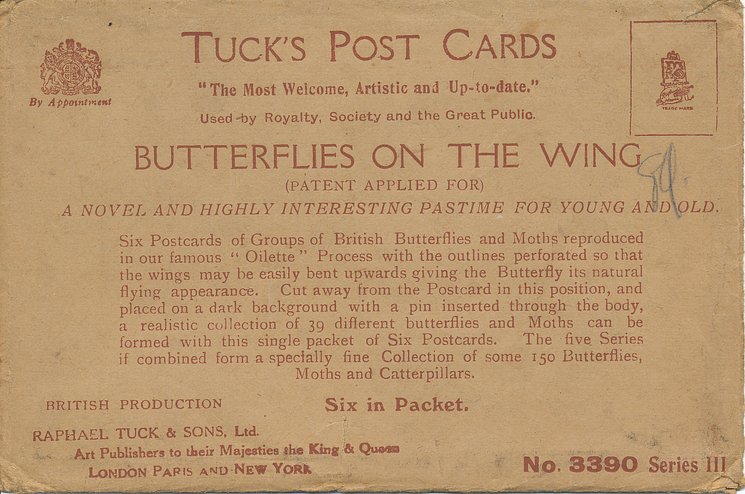 TUCK'S POST CARDS
By Appointment
"The Most Welcome, Artistic and Up-to-date."
Used by Royalty, Society and the Great Public.
TRADE MARK
BUTTERFLIES ON THE WING
(PATENT APPLIED FOR)
A NOVEL AND HIGHLY INTERESTING PASTIME FOR YOUNG AND OLD.
Six Postcards of Groups of British Butterflies and Moths reproduced
in our famous "Oilette" Process with the outlines perforated so that
the wings may be easily bent upwards giving the Butterfly its natural
flying appearance. Cut away from the Postcard in this position, and
placed on a dark background with a pin inserted through the body,
a realistic collection of 39 different butterflies and Moths can be
formed with this single packet of Six Postcards. The five Series
if combined form a specially fine Collection of some 150 Butterflies,
Moths and Catterpillars.
BRITISH PRODUCTION
Six in Packet.
RAPHAEL TUCK & SONS, Ltd.
Art Publishers to their Majesties the King & Queen
LONDON PARIS AND NEW YORK
No. 3390 Series III